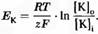 E_K = RT/zF · ln [K]_o/[K]_i.